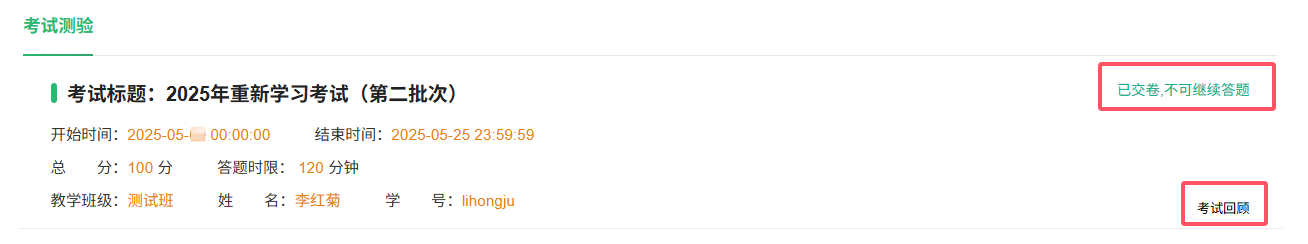 考试测验
考试标题：2025年重新学习考试（第二批次）
已交卷,不可继续答题
开始时间：2025-05- 00:00:00 结束时间：2025-05-25 23:59:59
总 分：100 分 答题时限： 120 分钟
教学班级：测试班 姓 名：李红菊 学 号：lihongju
考试回顾